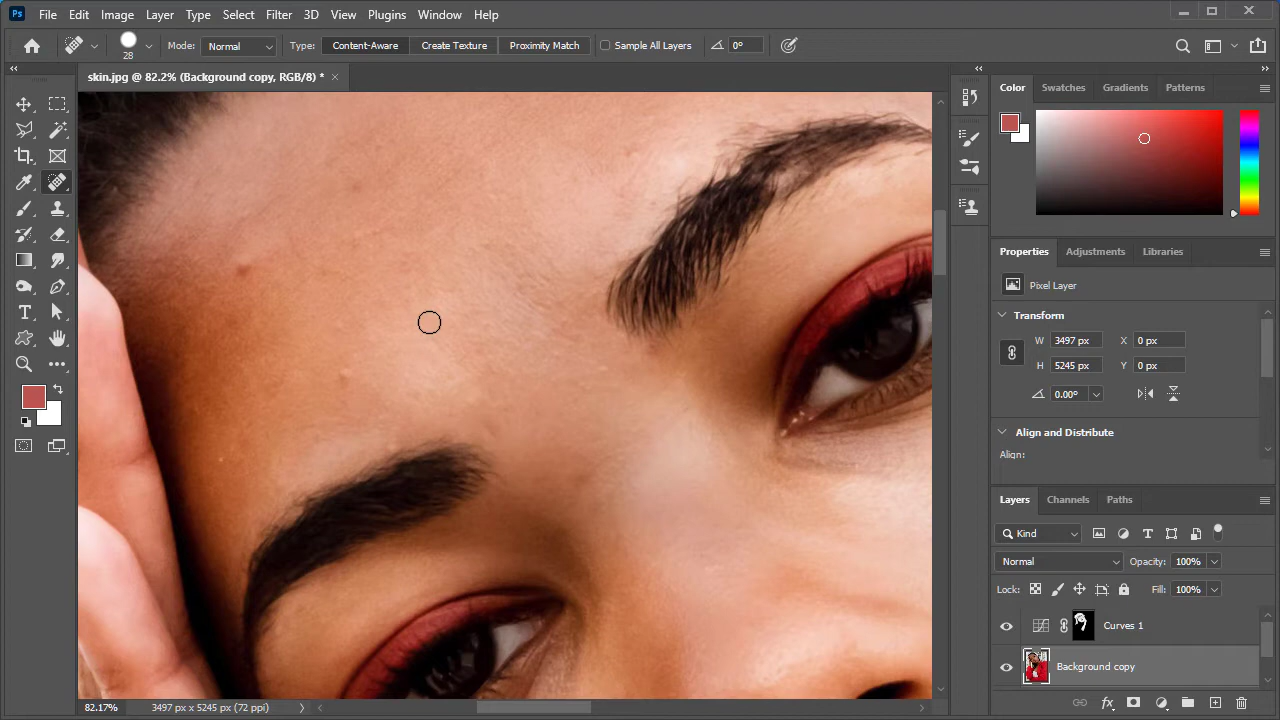 Ps File Edit Image Layer Type Select Filter 3D View Plugins Window Help
28 Mode: Normal Type: Content-Aware Create Texture Proximity Match Sample All Layers 0°
skin.jpg @ 82.2% (Background copy, RGB/8) *
Color Swatches Gradients Patterns
Properties Adjustments Libraries
Pixel Layer
Transform
W 3497 px X 0 px
H 5245 px Y 0 px
0.00°
Align and Distribute
Align:
Layers Channels Paths
Kind
Normal Opacity: 100%
Lock: Fill: 100%
Curves 1
Background copy
82.17% 3497 px x 5245 px (72 ppi)